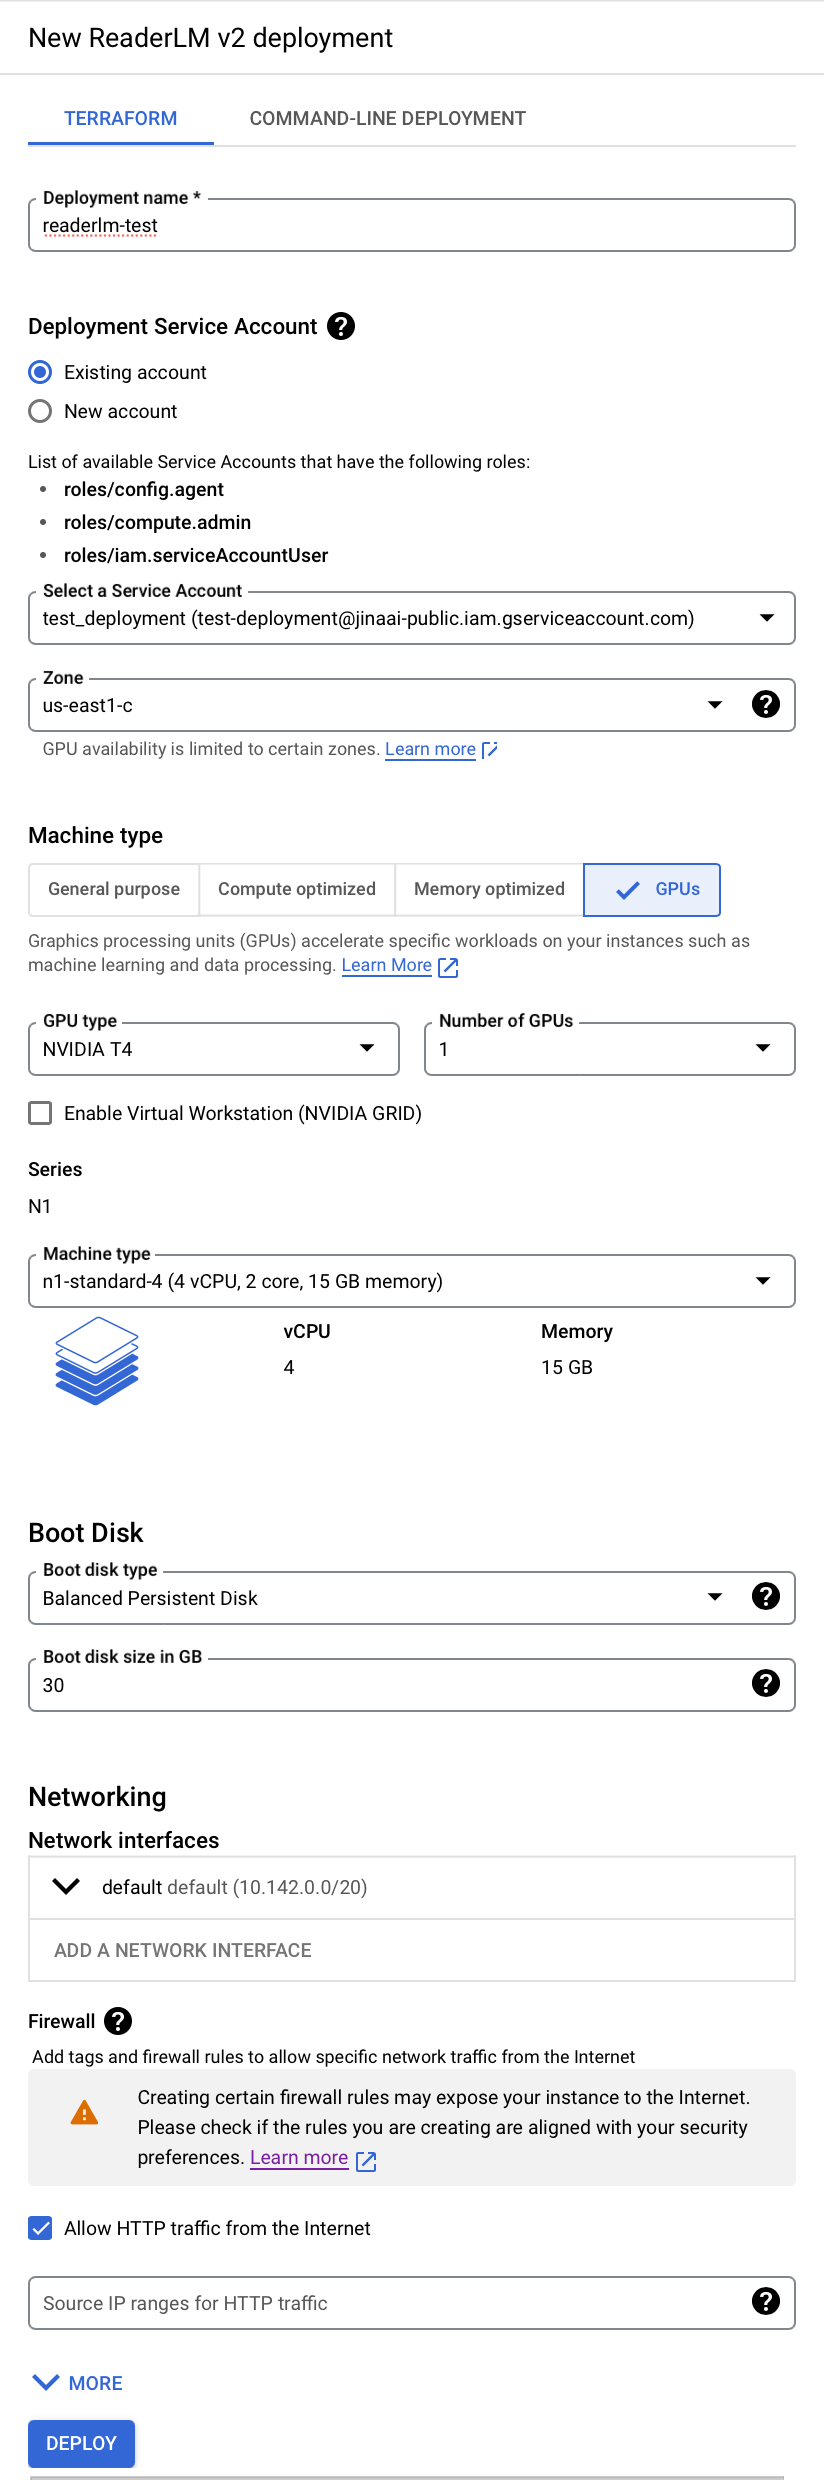 New ReaderLM v2 deployment
TERRAFORM COMMAND-LINE DEPLOYMENT
Deployment name *
readerlm-test
Deployment Service Account ?
Existing account
New account
List of available Service Accounts that have the following roles:
• roles/config.agent
• roles/compute.admin
• roles/iam.serviceAccountUser
Select a Service Account
test_deployment (test-deployment@jinaai-public.iam.gserviceaccount.com)
Zone
us-east1-c ?
GPU availability is limited to certain zones. Learn more
Machine type
General purpose Compute optimized Memory optimized GPUs
Graphics processing units (GPUs) accelerate specific workloads on your instances such as
machine learning and data processing. Learn More
GPU type Number of GPUs
NVIDIA T4 1
Enable Virtual Workstation (NVIDIA GRID)
Series
N1
Machine type
n1-standard-4 (4 vCPU, 2 core, 15 GB memory)
vCPU Memory
4 15 GB
Boot Disk
Boot disk type
Balanced Persistent Disk ?
Boot disk size in GB
30 ?
Networking
Network interfaces
default default (10.142.0.0/20)
ADD A NETWORK INTERFACE
Firewall ?
Add tags and firewall rules to allow specific network traffic from the Internet
Creating certain firewall rules may expose your instance to the Internet.
Please check if the rules you are creating are aligned with your security
preferences. Learn more
Allow HTTP traffic from the Internet
Source IP ranges for HTTP traffic ?
MORE
DEPLOY